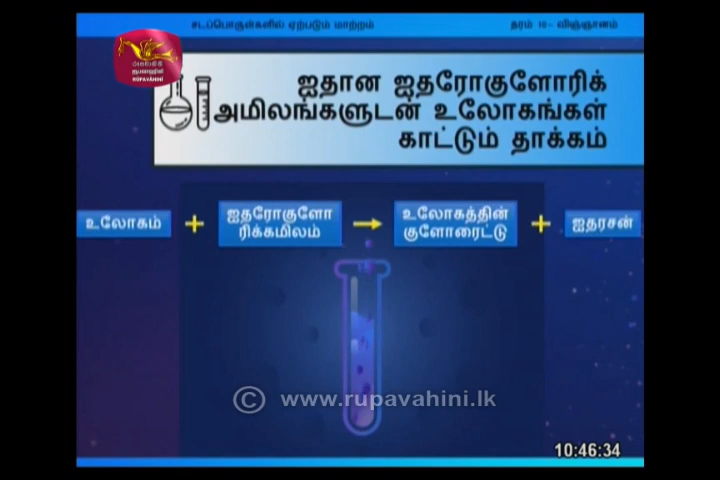 சடப்பொருள்களில் ஏற்படும் மாற்றம்
தரம் 10 - விஞ்ஞானம்
RUPAVAHINI
ஐதான ஐதரோகுளோரிக்
அமிலங்களுடன் உலோகங்கள்
காட்டும் தாக்கம்
உலோகம் + ஐதரோகுளோ
ரிக்கமிலம் → உலோகத்தின்
குளோரைட்டு + ஐதரசன்
© www.rupavahini.lk
10:46:34